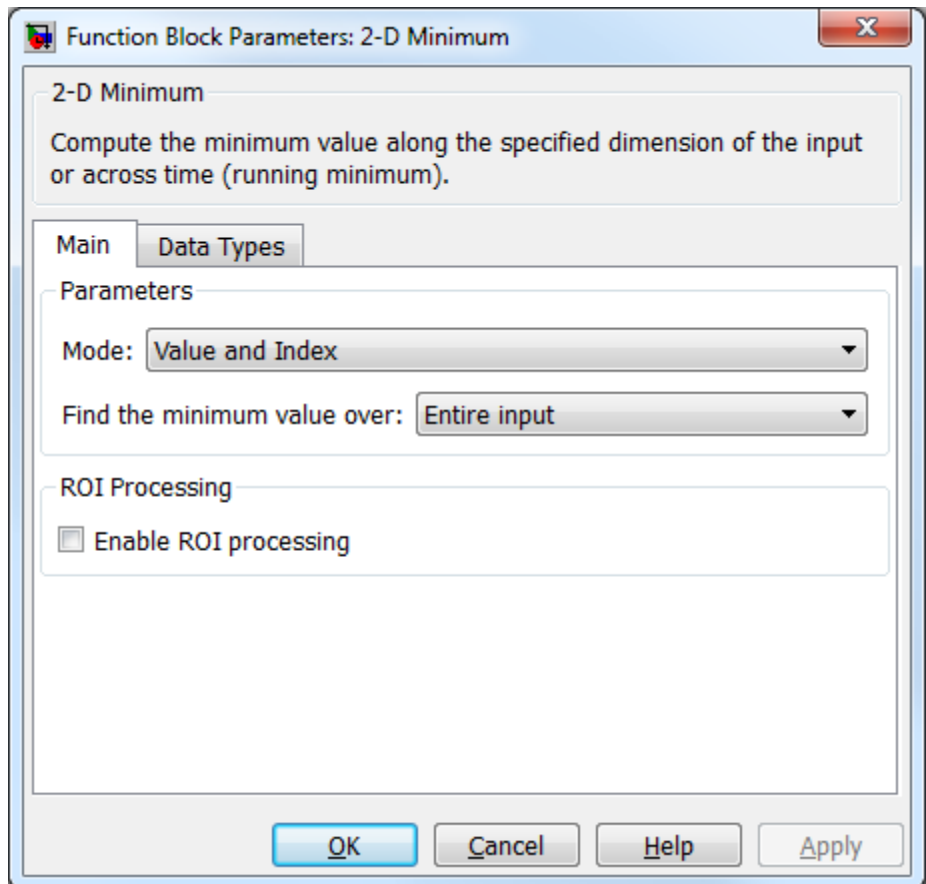 Function Block Parameters: 2-D Minimum
2-D Minimum
Compute the minimum value along the specified dimension of the input
or across time (running minimum).
Main
Data Types
Parameters
Mode: Value and Index
Find the minimum value over: Entire input
ROI Processing
Enable ROI processing
OK
Cancel
Help
Apply